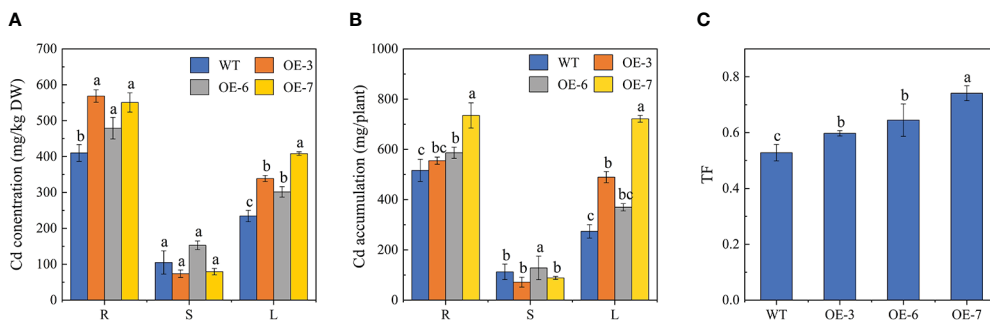 A
Cd conentration (mg/kg DW)
700
600
500
400
300
200
100
0
WT
OE-3
OE-6
OE-7
b
a
a
a
a
a
a
a
c
b
b
a
R
S
L
B
Cd accumulation (mg/plant)
1000
800
600
400
200
0
WT
OE-3
OE-6
OE-7
c
bc
b
a
b
b
a
b
c
b
bc
a
R
S
L
C
TF
0.8
0.6
0.4
0.2
0.0
c
b
b
a
WT
OE-3
OE-6
OE-7